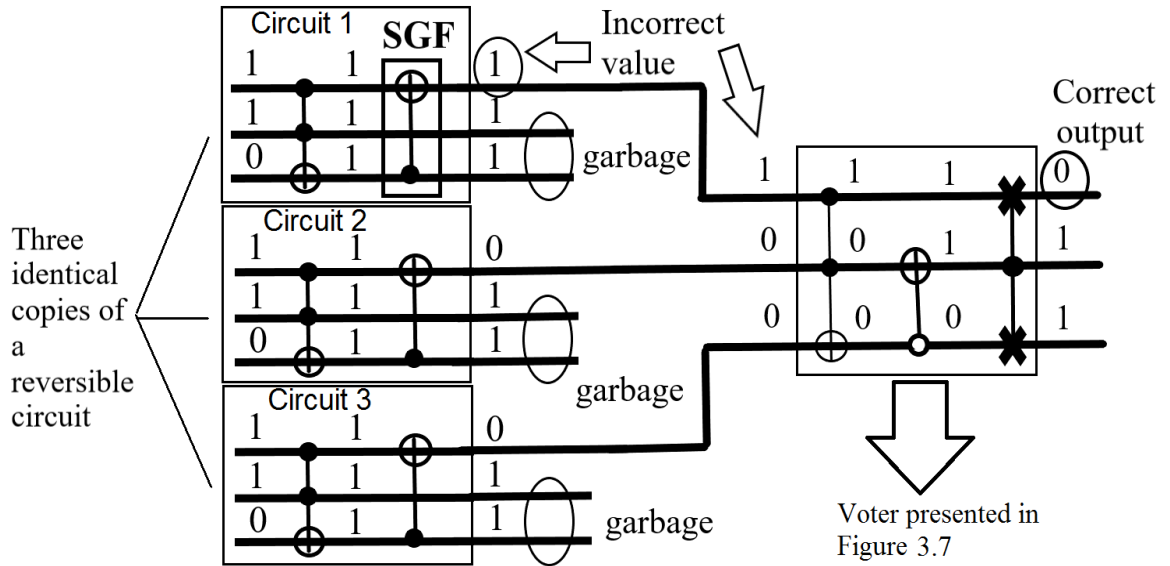 Circuit 1
SGF
Incorrect
value
1 1 1
1 1 1
0 1 1
garbage
Correct
output
1 1 1 0
0 0 1 1
0 0 0 1
Three
identical
copies of
a
reversible
circuit
Circuit 2
1 1 0
1 1 1
0 1 1
garbage
Circuit 3
1 1 0
1 1 1
0 1 1
garbage
Voter presented in
Figure 3.7